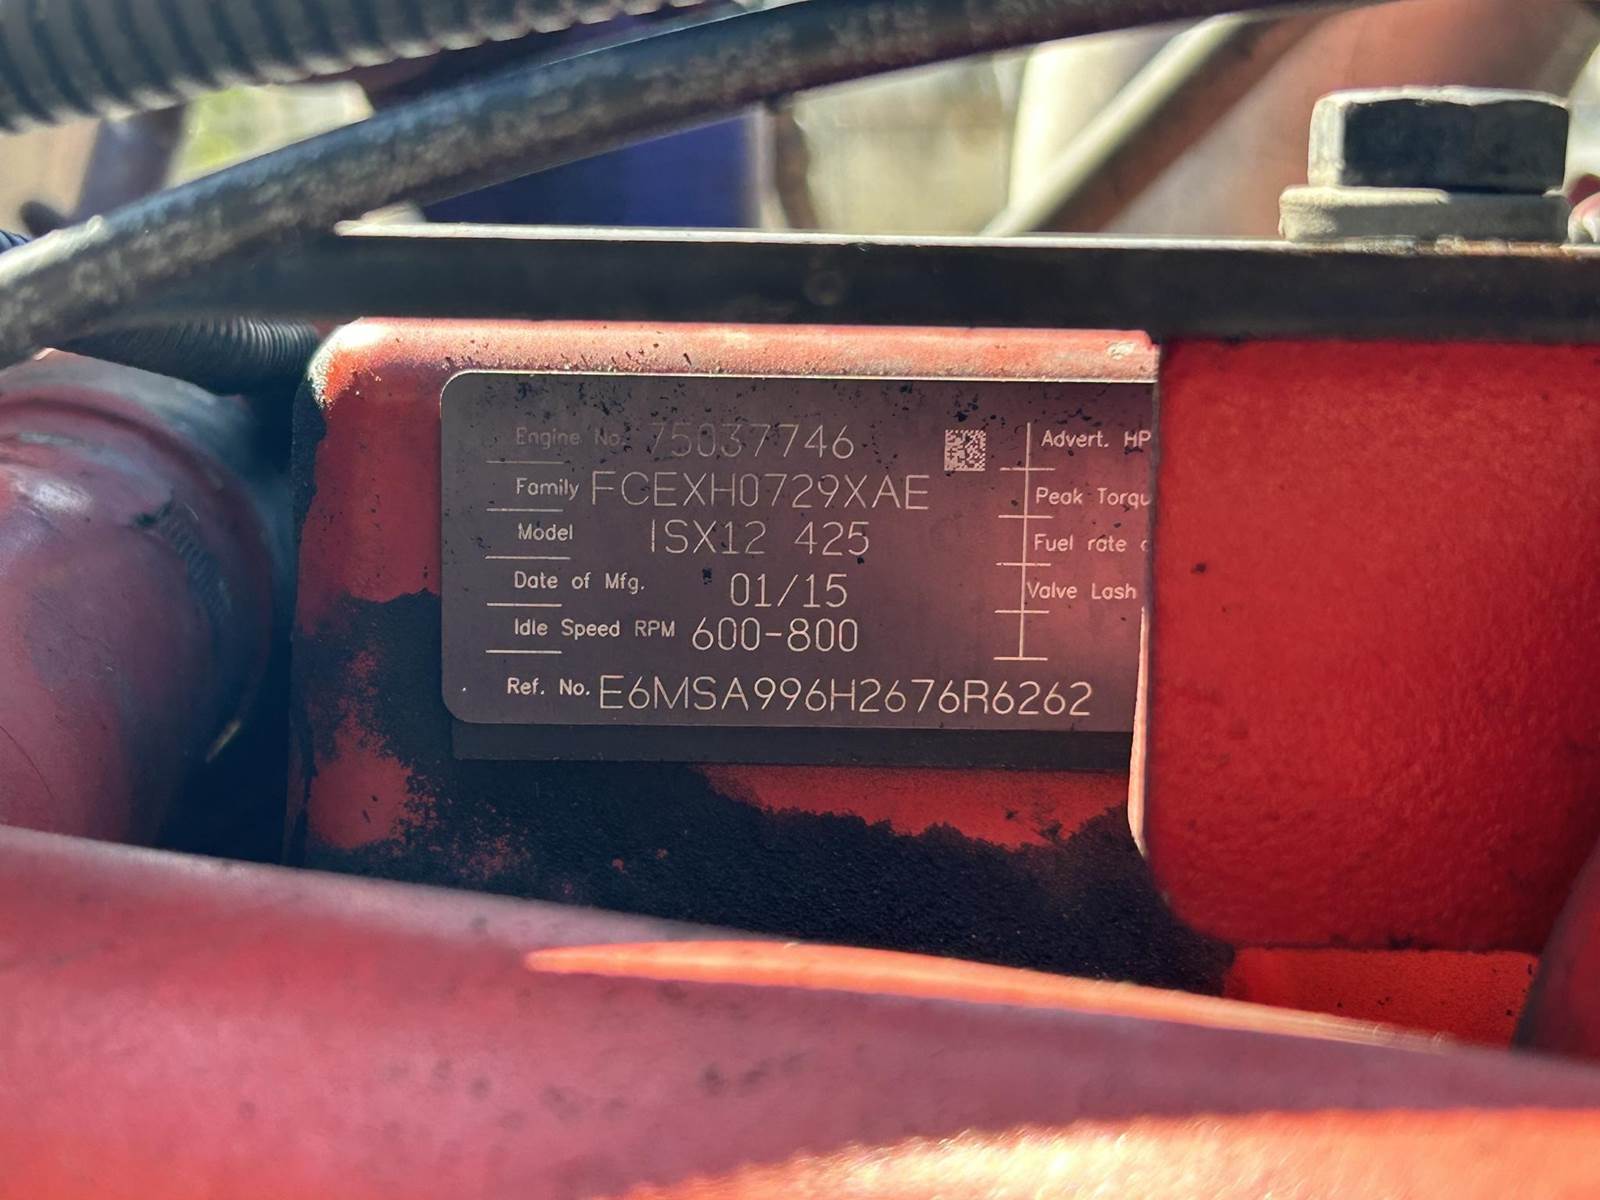 Engine No. 75037746
Family FCEXH0729XAE
Model ISX12 425
Date of Mfg. 01/15
Idle Speed RPM 600-800
Ref. No. E6MSA996H2676R6262
Advert. HP
Peak Torqu
Fuel rate
Valve Lash